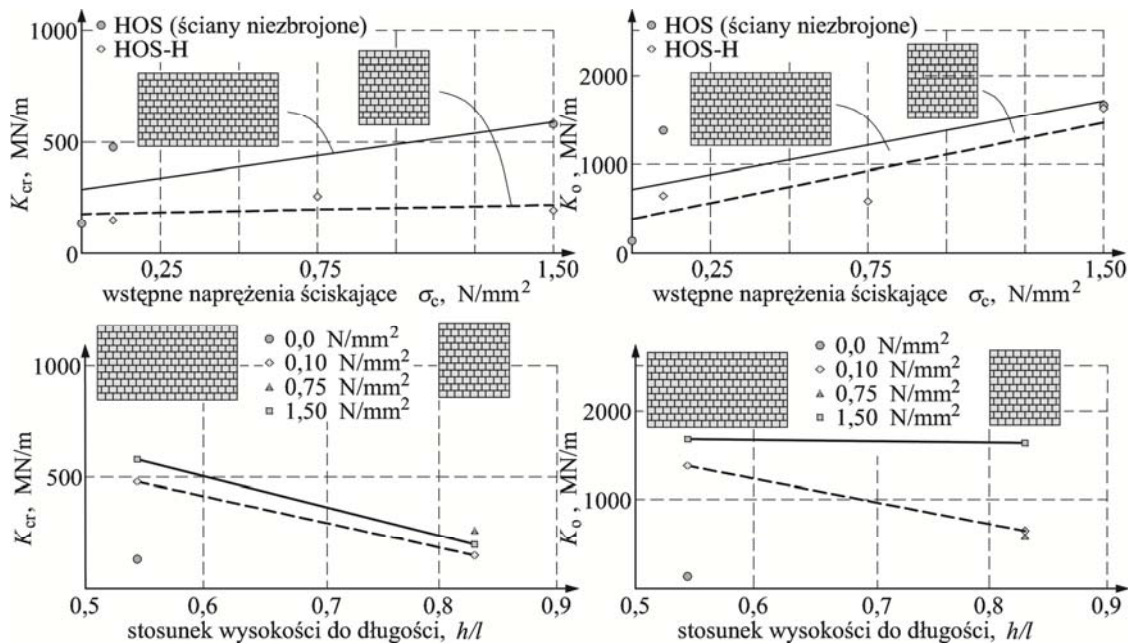 1000
HOS (ściany niezbrojone)
HOS-H
500
0
K_cr, MN/m
0,25 0,75 1,50
wstępne naprężenia ściskające σ_c, N/mm²
HOS (ściany niezbrojone)
HOS-H
2000
1000
0
K_o, MN/m
0,25 0,75 1,50
wstępne naprężenia ściskające σ_c, N/mm²
1000
500
0
K_cr, MN/m
0,0 N/mm²
0,10 N/mm²
0,75 N/mm²
1,50 N/mm²
0,5 0,6 0,7 0,8 0,9
stosunek wysokości do długości, h/l
2000
1000
0
K_o, MN/m
0,0 N/mm²
0,10 N/mm²
0,75 N/mm²
1,50 N/mm²
0,5 0,6 0,7 0,8 0,9
stosunek wysokości do długości, h/l